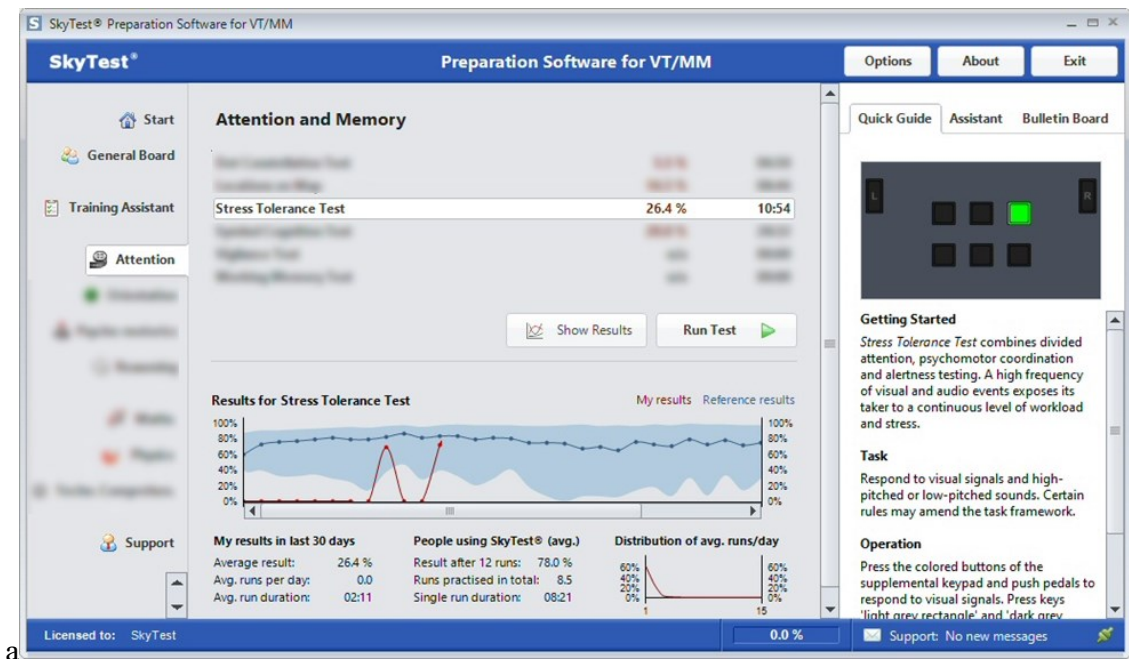 SkyTest® Preparation Software for VT/MM
SkyTest®
Preparation Software for VT/MM
Options
About
Exit
Start
General Board
Training Assistant
Attention
Support
Attention and Memory
Stress Tolerance Test 26.4 % 10:54
Show Results
Run Test
Results for Stress Tolerance Test
My results Reference results
100% 100%
80% 80%
60% 60%
40% 40%
20% 20%
0% 0%
My results in last 30 days
Average result: 26.4 %
Avg. runs per day: 0.0
Avg. run duration: 02:11
People using SkyTest® (avg.)
Result after 12 runs: 78.0 %
Runs practised in total: 8.5
Single run duration: 08:21
Distribution of avg. runs/day
60% 60%
40% 40%
20% 20%
0% 0%
1 15
Quick Guide
Assistant
Bulletin Board
L
R
Getting Started
Stress Tolerance Test combines divided
attention, psychomotor coordination
and alertness testing. A high frequency
of visual and audio events exposes its
taker to a continuous level of workload
and stress.
Task
Respond to visual signals and high-
pitched or low-pitched sounds. Certain
rules may amend the task framework.
Operation
Press the colored buttons of the
supplemental keypad and push pedals to
respond to visual signals. Press keys
'light grey rectangle' and 'dark grey
Licensed to: SkyTest
0.0 %
Support: No new messages
a